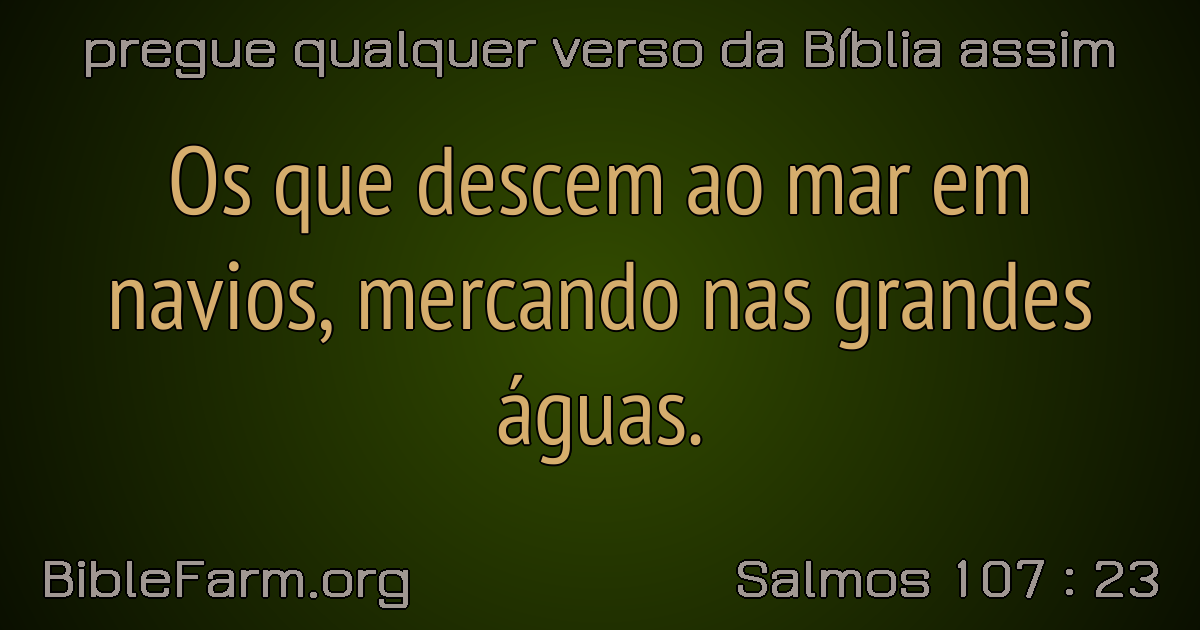 pregue qualquer verso da Bíblia assim
Os que descem ao mar em
navios, mercando nas grandes
águas.
BibleFarm.org
Salmos 107 : 23